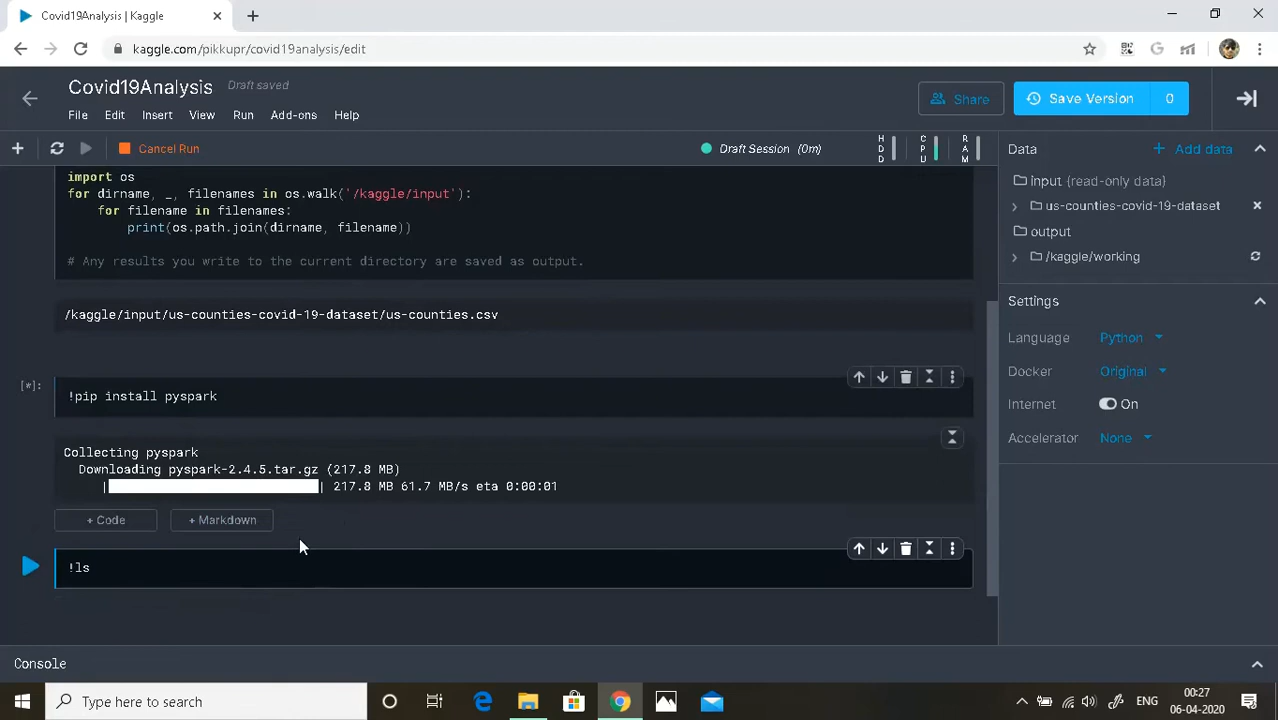 Covid19Analysis | Kaggle
kaggle.com/pikkupr/covid19analysis/edit
Covid19Analysis
Draft saved
Share
Save Version
0
File
Edit
Insert
View
Run
Add-ons
Help
Cancel Run
Draft Session (0m)
HDD
CPU
RAM
Data
+ Add data
import os
for dirname, _, filenames in os.walk('/kaggle/input'):
for filename in filenames:
print(os.path.join(dirname, filename))
# Any results you write to the current directory are saved as output.
/kaggle/input/us-counties-covid-19-dataset/us-counties.csv
input (read-only data)
us-counties-covid-19-dataset
output
/kaggle/working
Settings
Language Python
Docker Original
Internet On
Accelerator None
[*]:
!pip install pyspark
Collecting pyspark
Downloading pyspark-2.4.5.tar.gz (217.8 MB)
| | 217.8 MB 61.7 MB/s eta 0:00:01
+ Code
+ Markdown
!ls
Console
Type here to search
ENG
00:27
06-04-2020